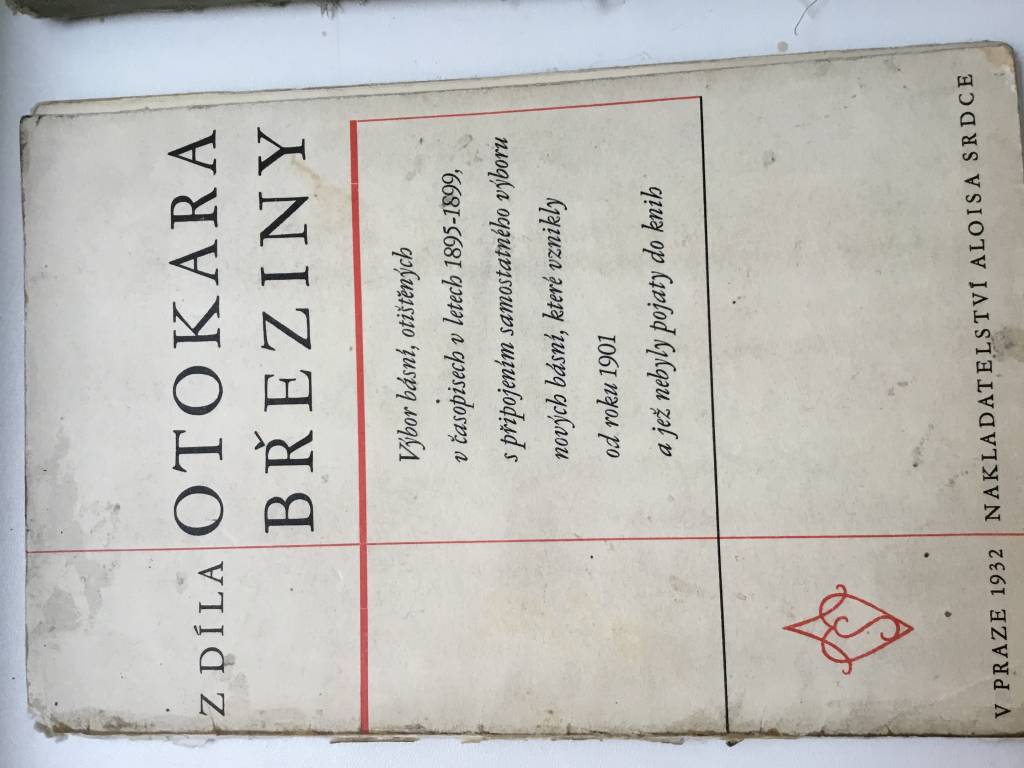 Z DÍLA OTOKARA
BŘEZINY
Výbor básní, otištěných
v časopisech v letech 1895-1899,
s připojením samostatného výboru
nových básní, které vznikly
od roku 1901
a jež nebyly pojaty do knih
V PRAZE 1932 NAKLADATELSTVÍ ALOISA SRDCE